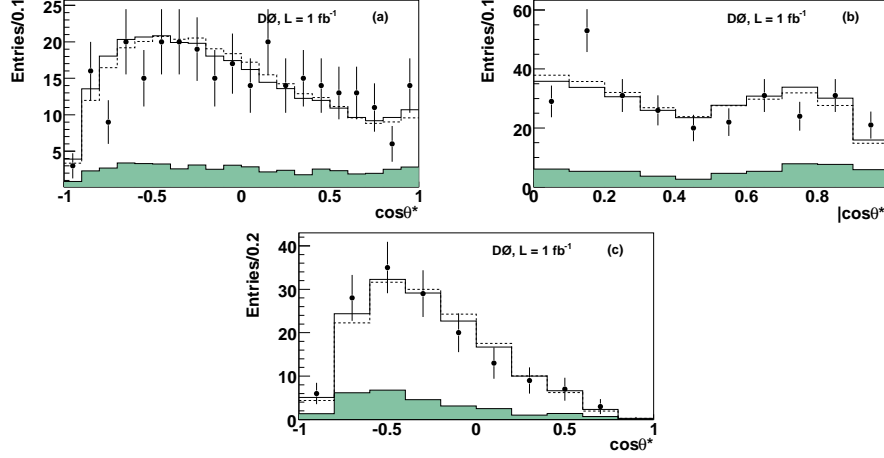 Entries/0.1
25
20
15
10
5
DØ, L = 1 fb⁻¹
(a)
-1
-0.5
0
0.5
1
cosθ*
Entries/0.1
60
40
20
0
DØ, L = 1 fb⁻¹
(b)
0
0.2
0.4
0.6
0.8
|cosθ*
Entries/0.2
40
30
20
10
0
DØ, L = 1 fb⁻¹
(c)
-1
-0.5
0
0.5
1
cosθ*